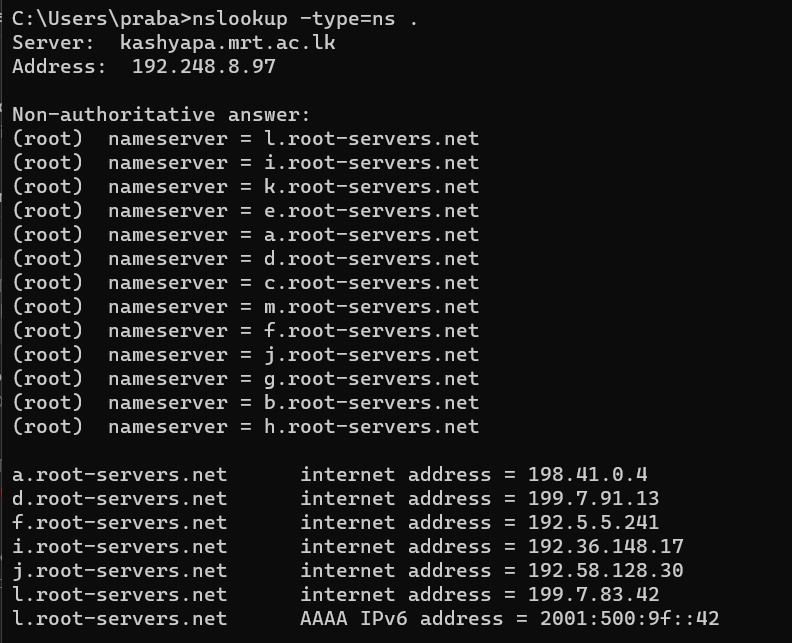 C:\Users\praba>nslookup -type=ns .
Server:  kashyapa.mrt.ac.lk
Address:  192.248.8.97

Non-authoritative answer:
(root)  nameserver = l.root-servers.net
(root)  nameserver = i.root-servers.net
(root)  nameserver = k.root-servers.net
(root)  nameserver = e.root-servers.net
(root)  nameserver = a.root-servers.net
(root)  nameserver = d.root-servers.net
(root)  nameserver = c.root-servers.net
(root)  nameserver = m.root-servers.net
(root)  nameserver = f.root-servers.net
(root)  nameserver = j.root-servers.net
(root)  nameserver = g.root-servers.net
(root)  nameserver = b.root-servers.net
(root)  nameserver = h.root-servers.net

a.root-servers.net      internet address = 198.41.0.4
d.root-servers.net      internet address = 199.7.91.13
f.root-servers.net      internet address = 192.5.5.241
i.root-servers.net      internet address = 192.36.148.17
j.root-servers.net      internet address = 192.58.128.30
l.root-servers.net      internet address = 199.7.83.42
l.root-servers.net      AAAA IPv6 address = 2001:500:9f::42